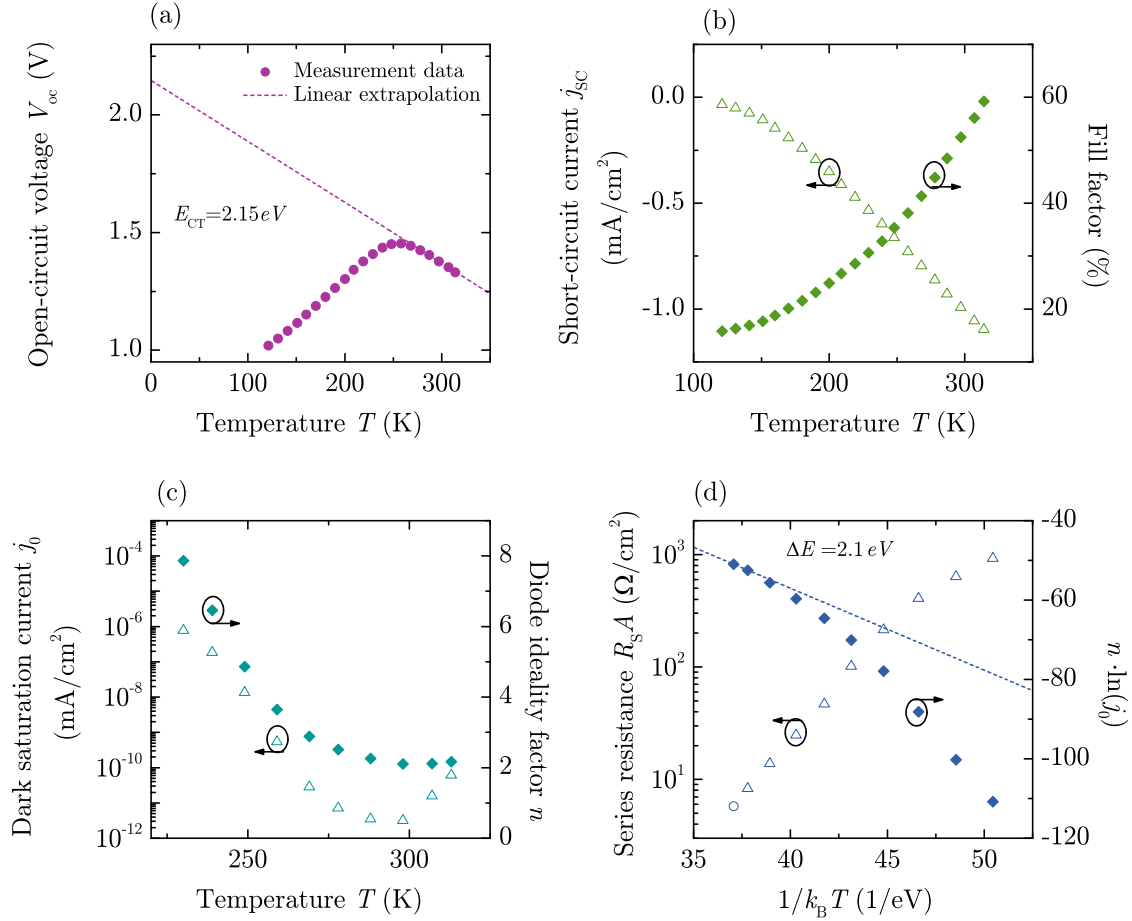 (a)
Open-circuit voltage V_oc (V)
2.0
1.5
1.0
Measurement data
Linear extrapolation
E_CT=2.15eV
0
100
200
300
Temperature T (K)
(b)
Short-circuit current j_SC
(mA/cm²)
0.0
-0.5
-1.0
60
40
20
Fill factor (%)
100
200
300
Temperature T (K)
(c)
Dark saturation current j_0
(mA/cm²)
10⁻⁴
10⁻⁶
10⁻⁸
10⁻¹⁰
10⁻¹²
8
6
4
2
0
Diode ideality factor n
250
300
Temperature T (K)
(d)
Series resistance R_S A (Ω/cm²)
10³
10²
10¹
ΔE =2.1 eV
-40
-60
-80
-100
-120
n·ln(j_0)
35
40
45
50
1/k_B T (1/eV)